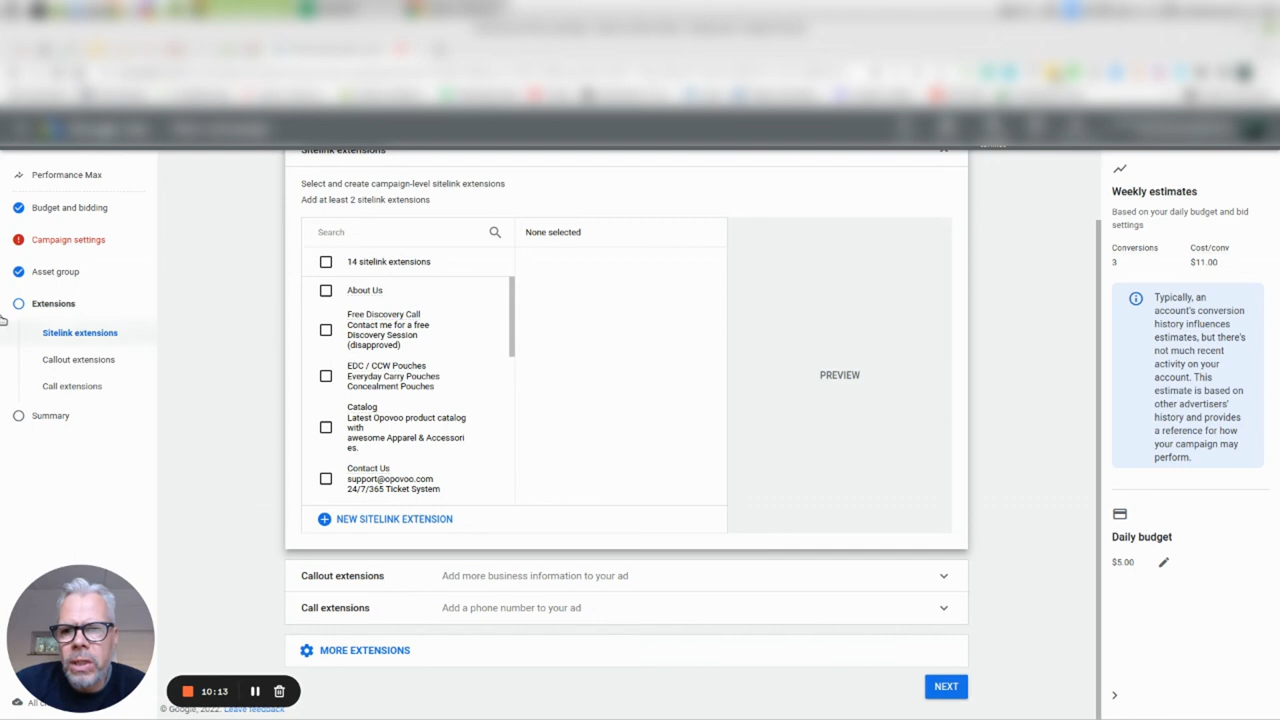 Sitelink extensions
Performance Max
Budget and bidding
Campaign settings
Asset group
Extensions
Sitelink extensions
Callout extensions
Call extensions
Summary
Select and create campaign-level sitelink extensions
Add at least 2 sitelink extensions
Search
None selected
14 sitelink extensions
About Us
Free Discovery Call
Contact me for a free
Discovery Session
(disapproved)
EDC / CCW Pouches
Everyday Carry Pouches
Concealment Pouches
Catalog
Latest Opovoo product catalog
with
awesome Apparel & Accessori
es.
Contact Us
support@opovoo.com
24/7/365 Ticket System
NEW SITELINK EXTENSION
PREVIEW
Callout extensions Add more business information to your ad
Call extensions Add a phone number to your ad
MORE EXTENSIONS
NEXT
Weekly estimates
Based on your daily budget and bid
settings
Conversions Cost/conv
3 $11.00
Typically, an
account's conversion
history influences
estimates, but there's
not much recent
activity on your
account. This
estimate is based on
other advertisers'
history and provides
a reference for how
your campaign may
perform.
Daily budget
$5.00
10:13
© Google, 2022. Leave feedback